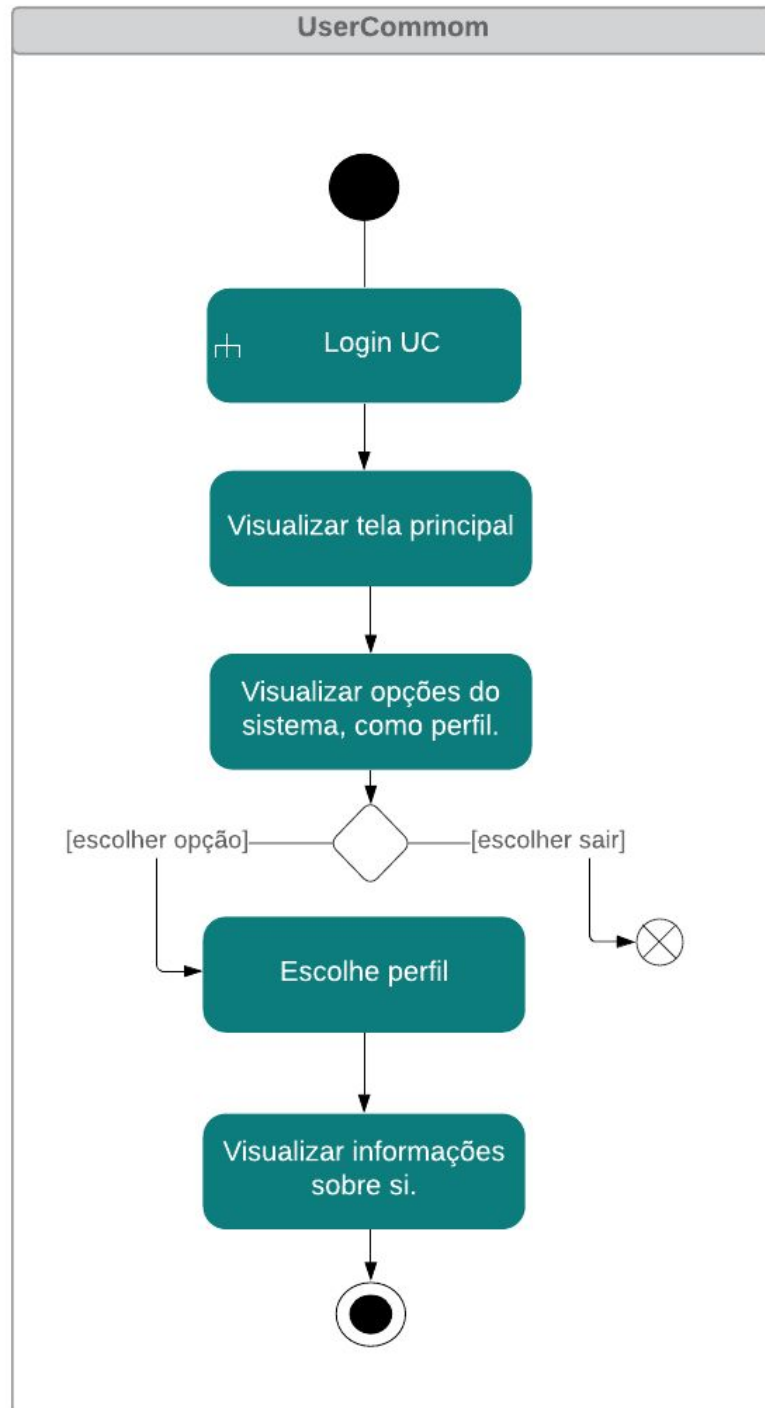 UserCommom
Login UC
Visualizar tela principal
Visualizar opções do
sistema, como perfil.
[escolher opção]
[escolher sair]
Escolhe perfil
Visualizar informações
sobre si.